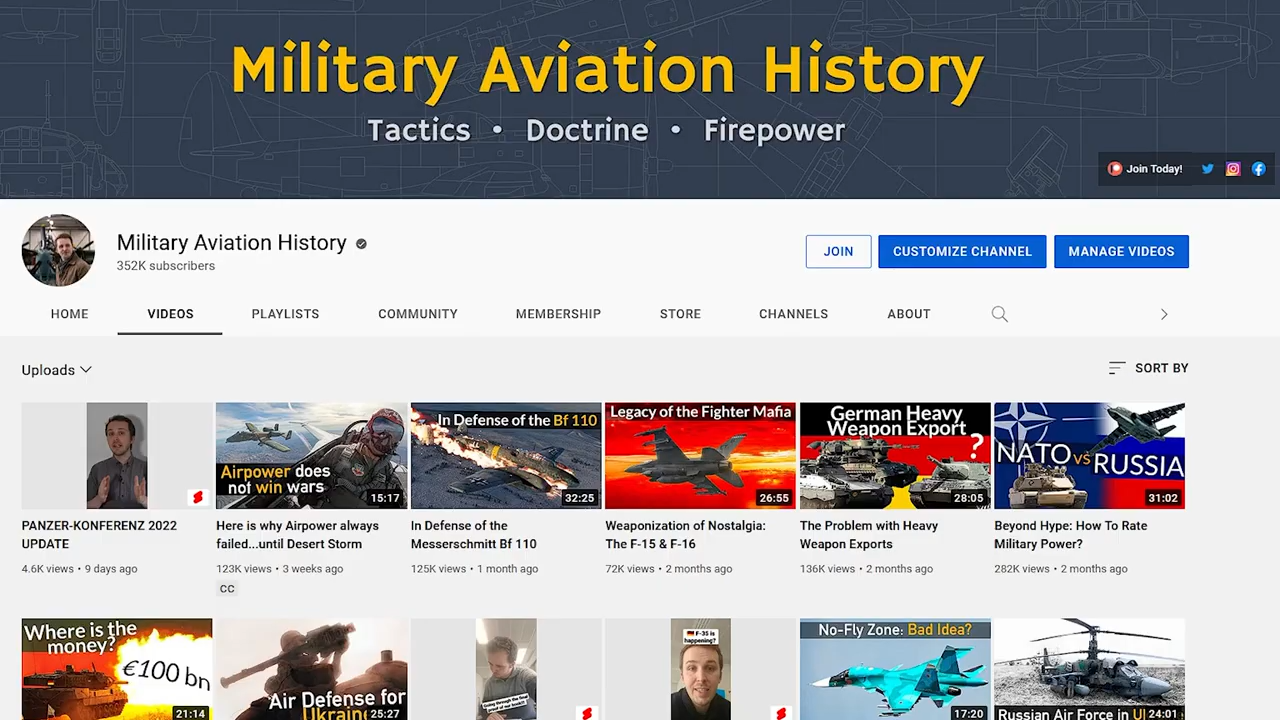 Military Aviation History
Tactics • Doctrine • Firepower
Join Today!
Military Aviation History
352K subscribers
JOIN
CUSTOMIZE CHANNEL
MANAGE VIDEOS
HOME
VIDEOS
PLAYLISTS
COMMUNITY
MEMBERSHIP
STORE
CHANNELS
ABOUT
Uploads
SORT BY
Airpower does
not win wars
15:17
In Defense of the Bf 110
32:25
Legacy of the Fighter Mafia
26:55
German Heavy
Weapon Export
?
28:05
NATO VS RUSSIA
31:02
PANZER-KONFERENZ 2022
UPDATE
4.6K views • 9 days ago
Here is why Airpower always
failed...until Desert Storm
123K views • 3 weeks ago
CC
In Defense of the
Messerschmitt Bf 110
125K views • 1 month ago
Weaponization of Nostalgia:
The F-15 & F-16
72K views • 2 months ago
The Problem with Heavy
Weapon Exports
136K views • 2 months ago
Beyond Hype: How To Rate
Military Power?
282K views • 2 months ago
Where is the
money?
€100 bn
21:14
Air Defense for
25:27
F-35 is
happening?
No-Fly Zone: Bad Idea?
17:20
Russian Air Force in
24:01